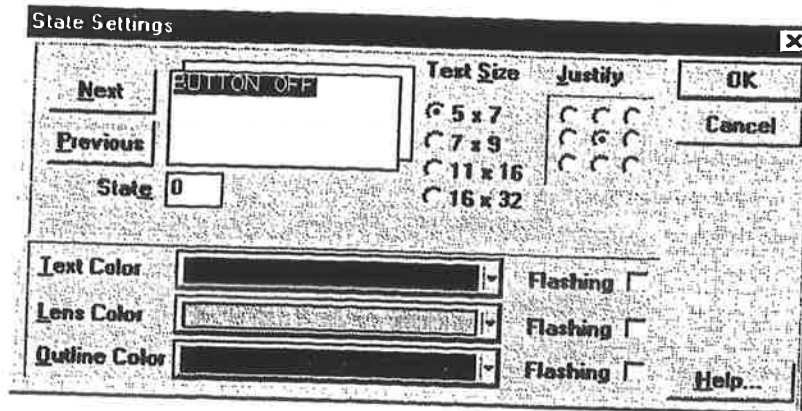 State Settings
Next
Previous
State 0
BUTTON OFF
Text Size
5 x 7
7 x 9
11 x 16
16 x 32
Justify
OK
Cancel
Text Color
Flashing
Lens Color
Flashing
Outline Color
Flashing
Help...